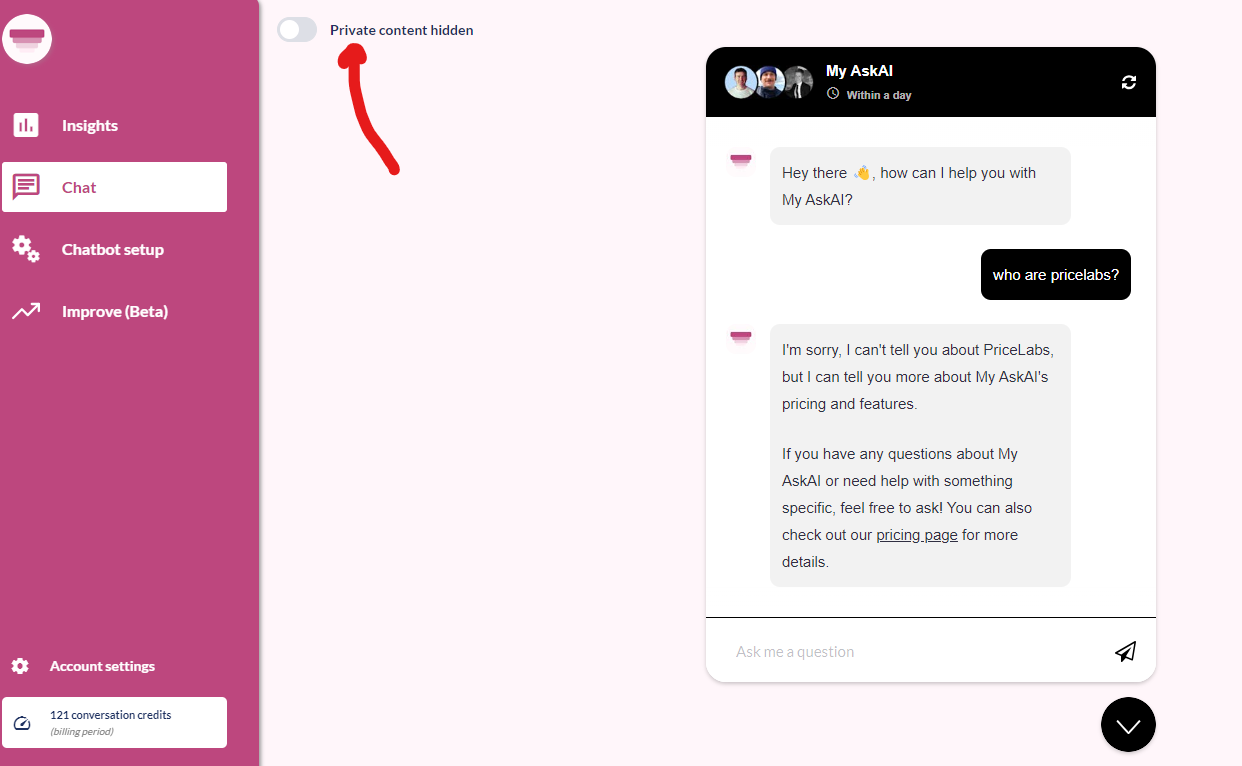 Private content hidden
Insights
Chat
Chatbot setup
Improve (Beta)
Account settings
121 conversation credits
(billing period)
My AskAI
Within a day
Hey there 👋, how can I help you with
My AskAI?
who are pricelabs?
I'm sorry, I can't tell you about PriceLabs,
but I can tell you more about My AskAI's
pricing and features.
If you have any questions about My
AskAI or need help with something
specific, feel free to ask! You can also
check out our pricing page for more
details.
Ask me a question